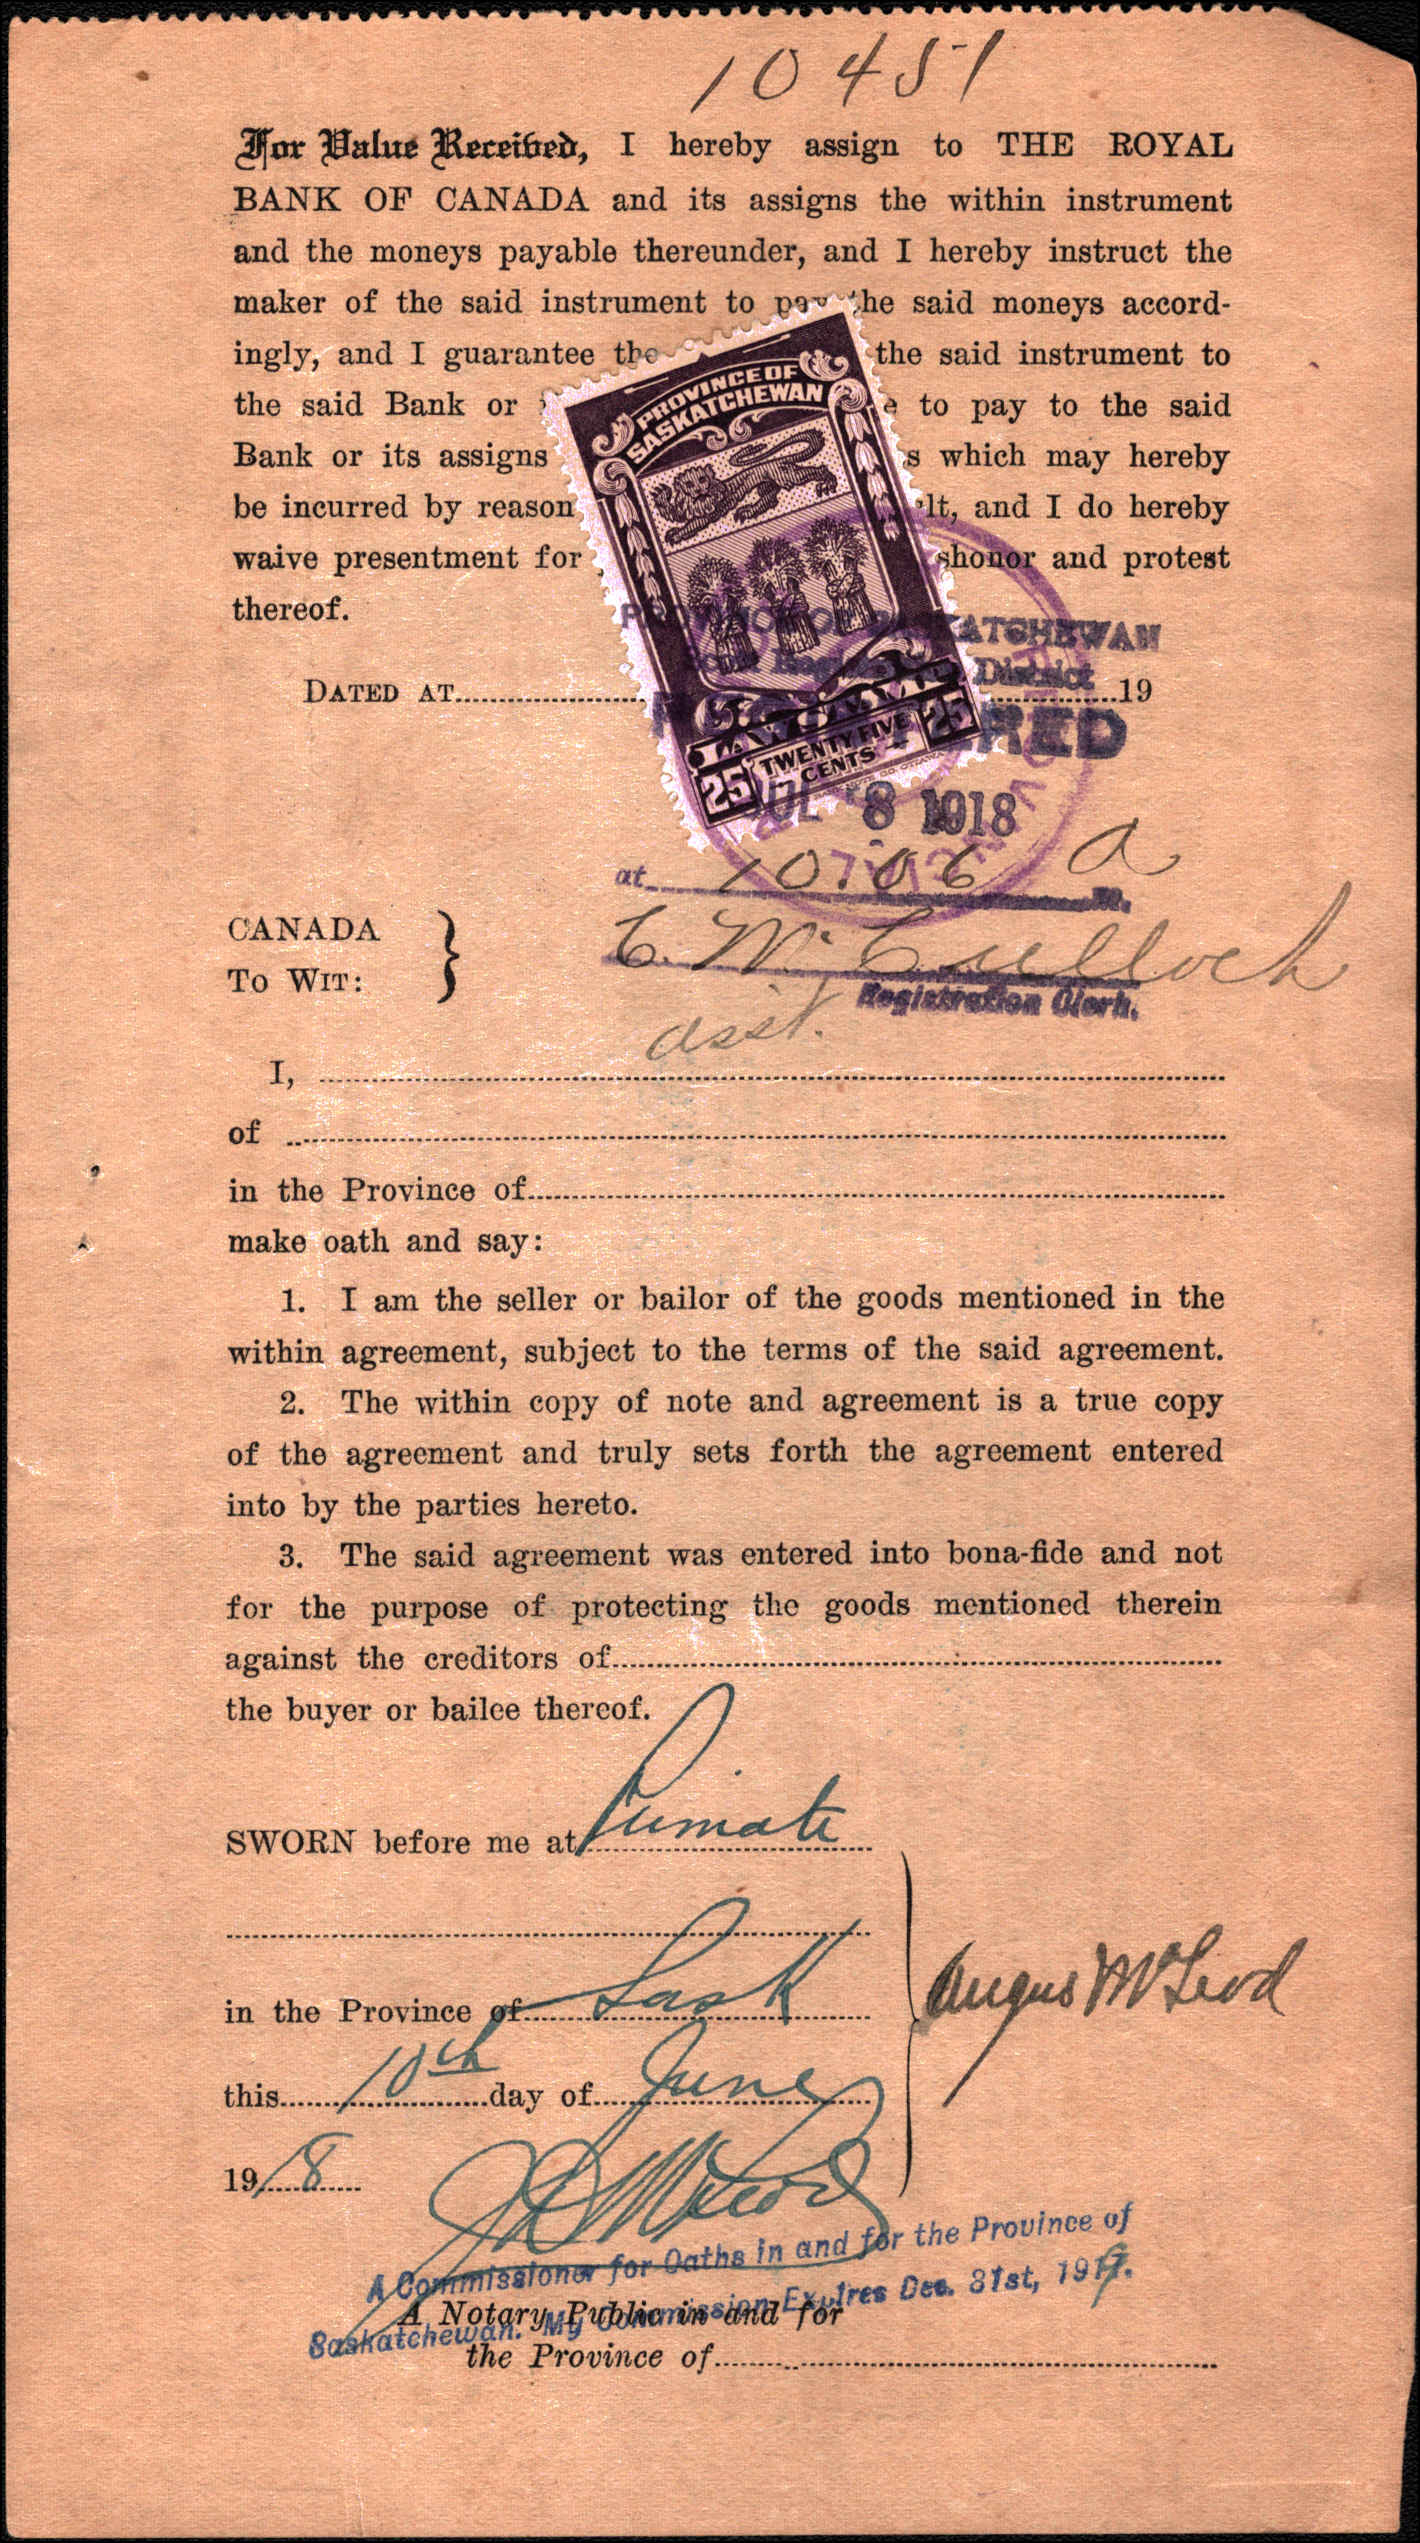 10451
For Value Received, I hereby assign to THE ROYAL
BANK OF CANADA and its assigns the within instrument
and the moneys payable thereunder, and I hereby instruct the
maker of the said instrument to pay the said moneys accord-
ingly, and I guarantee the the said instrument to
the said Bank or to pay to the said
Bank or its assigns which may hereby
be incurred by reason and I do hereby
waive presentment for and protest
thereof.
PROVINCE OF
SASKATCHEWAN
LAW STAMP
25 TWENTY FIVE 25
CENTS
PROVINCE OF SASKATCHEWAN
District
DATED AT 19
REGISTERED
JUL 8 1918
at 10.06 a m.
CANADA
TO WIT: }
C. McCulloch
Registration Clerk.
asst.
I,
of
in the Province of
make oath and say:
1. I am the seller or bailor of the goods mentioned in the
within agreement, subject to the terms of the said agreement.
2. The within copy of note and agreement is a true copy
of the agreement and truly sets forth the agreement entered
into by the parties hereto.
3. The said agreement was entered into bona-fide and not
for the purpose of protecting the goods mentioned therein
against the creditors of
the buyer or bailee thereof.
SWORN before me at Primate
in the Province of Sask
Angus McLeod
this 10th day of June
1918
A Commissioner for Oaths in and for the Province of
Saskatchewan. My Commission Expires Dec. 31st, 191
A Notary Public in and for
the Province of